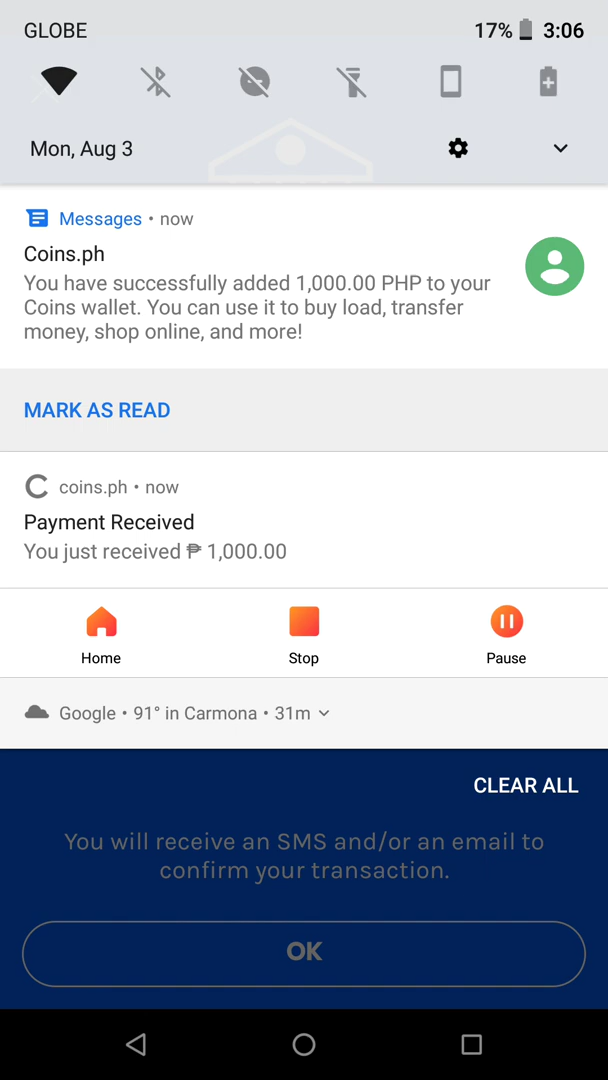 GLOBE 17% 3:06
Mon, Aug 3
Messages • now
Coins.ph
You have successfully added 1,000.00 PHP to your
Coins wallet. You can use it to buy load, transfer
money, shop online, and more!
MARK AS READ
coins.ph • now
Payment Received
You just received ₱ 1,000.00
Home Stop Pause
Google • 91° in Carmona • 31m
CLEAR ALL
You will receive an SMS and/or an email to
confirm your transaction.
OK